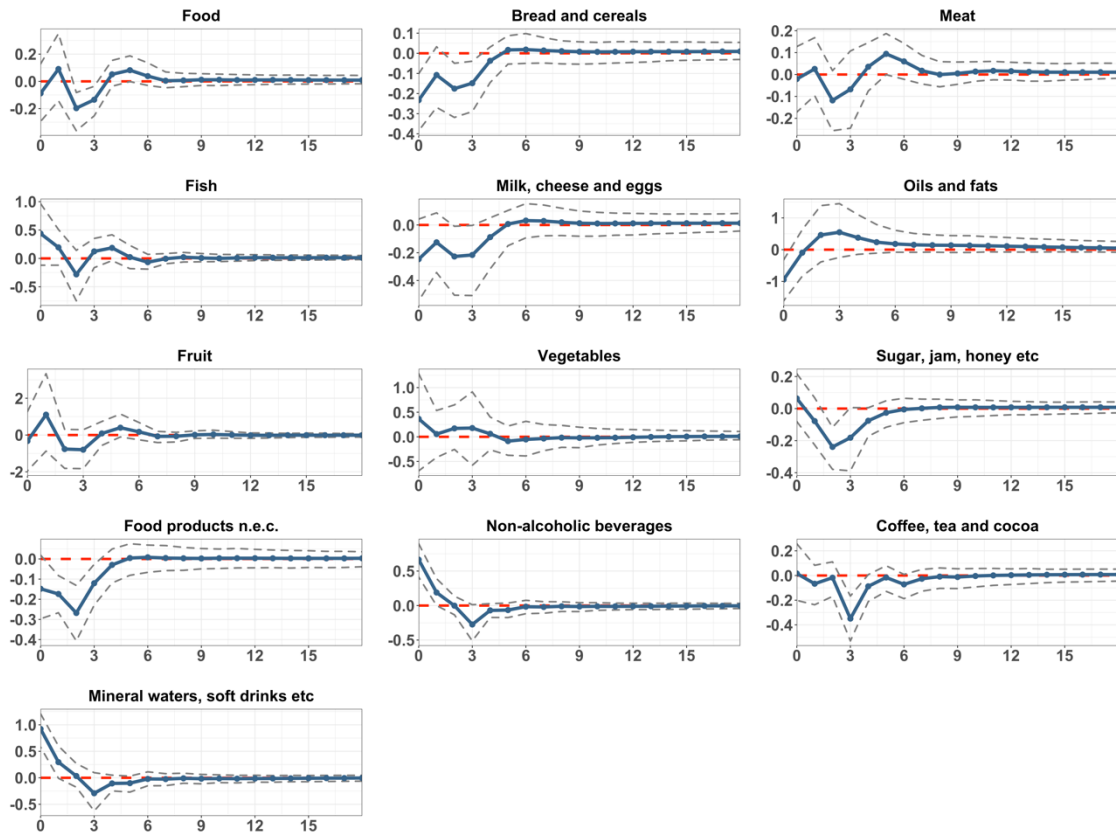 Food
0.2
0.0
-0.2
0 3 6 9 12 15
Bread and cereals
0.1
0.0
-0.1
-0.2
-0.3
-0.4
0 3 6 9 12 15
Meat
0.2
0.1
0.0
-0.1
-0.2
0 3 6 9 12 15
Fish
1.0
0.5
0.0
-0.5
0 3 6 9 12 15
Milk, cheese and eggs
0.0
-0.2
-0.4
0 3 6 9 12 15
Oils and fats
1
0
-1
0 3 6 9 12 15
Fruit
2
0
-2
0 3 6 9 12 15
Vegetables
1.0
0.5
0.0
-0.5
0 3 6 9 12 15
Sugar, jam, honey etc
0.2
0.0
-0.2
-0.4
0 3 6 9 12 15
Food products n.e.c.
0.0
-0.1
-0.2
-0.3
-0.4
0 3 6 9 12 15
Non-alcoholic beverages
0.5
0.0
-0.5
0 3 6 9 12 15
Coffee, tea and cocoa
0.2
0.0
-0.2
-0.4
0 3 6 9 12 15
Mineral waters, soft drinks etc
1.0
0.5
0.0
-0.5
0 3 6 9 12 15